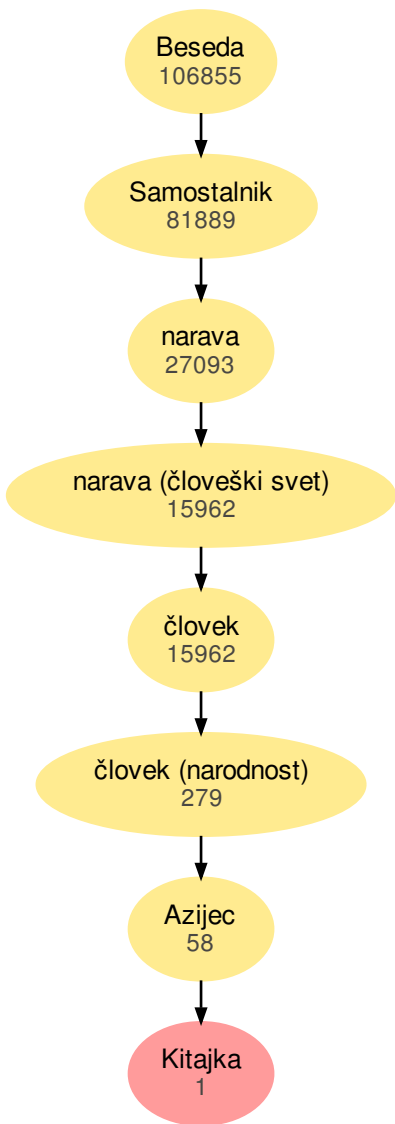 Beseda
106855
Samostalnik
81889
narava
27093
narava (človeški svet)
15962
človek
15962
človek (narodnost)
279
Azijec
58
Kitajka
1